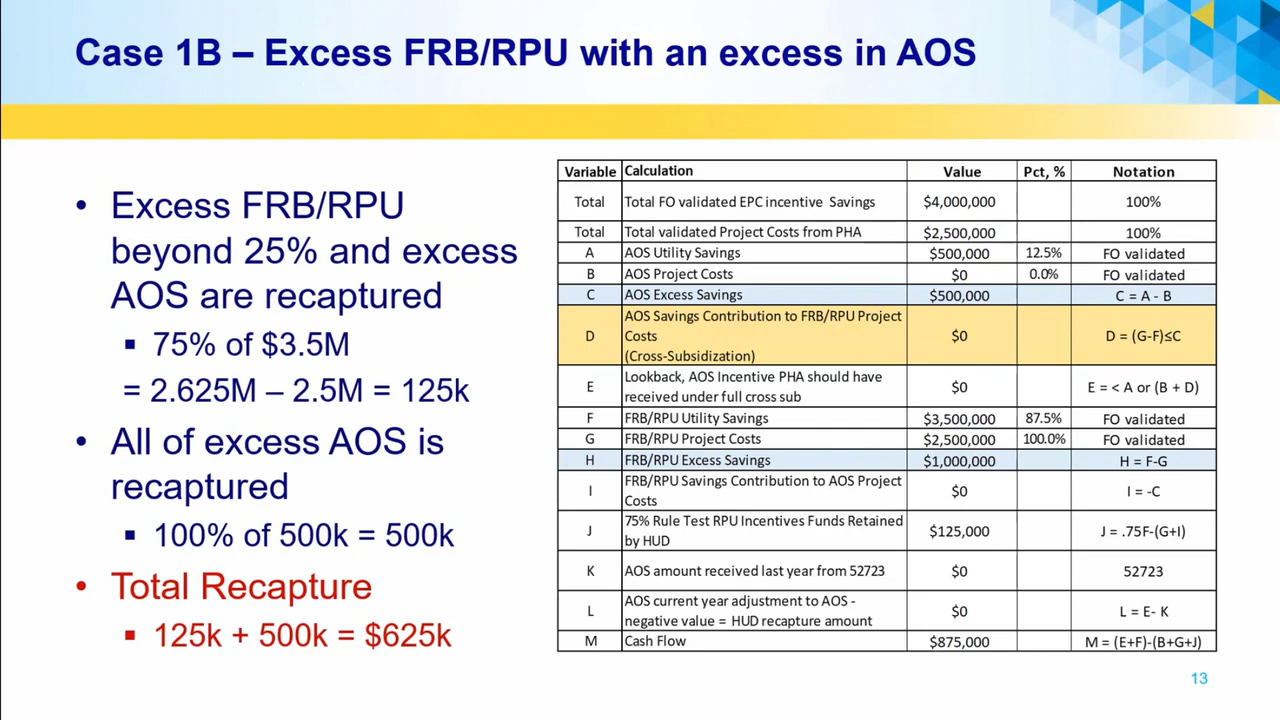 Case 1B – Excess FRB/RPU with an excess in AOS
• Excess FRB/RPU
beyond 25% and excess
AOS are recaptured
▪ 75% of $3.5M
= 2.625M – 2.5M = 125k
• All of excess AOS is
recaptured
▪ 100% of 500k = 500k
• Total Recapture
▪ 125k + 500k = $625k
Variable Calculation Value Pct, % Notation
Total Total FO validated EPC incentive Savings $4,000,000 100%
Total Total validated Project Costs from PHA $2,500,000 100%
A AOS Utility Savings $500,000 12.5% FO validated
B AOS Project Costs $0 0.0% FO validated
C AOS Excess Savings $500,000 C = A - B
AOS Savings Contribution to FRB/RPU Project
D Costs $0 D = (G-F)≤C
(Cross-Subsidization)
E Lookback, AOS Incentive PHA should have $0 E = < A or (B + D)
received under full cross sub
F FRB/RPU Utility Savings $3,500,000 87.5% FO validated
G FRB/RPU Project Costs $2,500,000 100.0% FO validated
H FRB/RPU Excess Savings $1,000,000 H = F-G
I FRB/RPU Savings Contribution to AOS Project $0 I = -C
Costs
J 75% Rule Test RPU Incentives Funds Retained $125,000 J = .75F-(G+I)
by HUD
K AOS amount received last year from 52723 $0 52723
L AOS current year adjustment to AOS - $0 L = E- K
negative value = HUD recapture amount
M Cash Flow $875,000 M = (E+F)-(B+G+J)
13